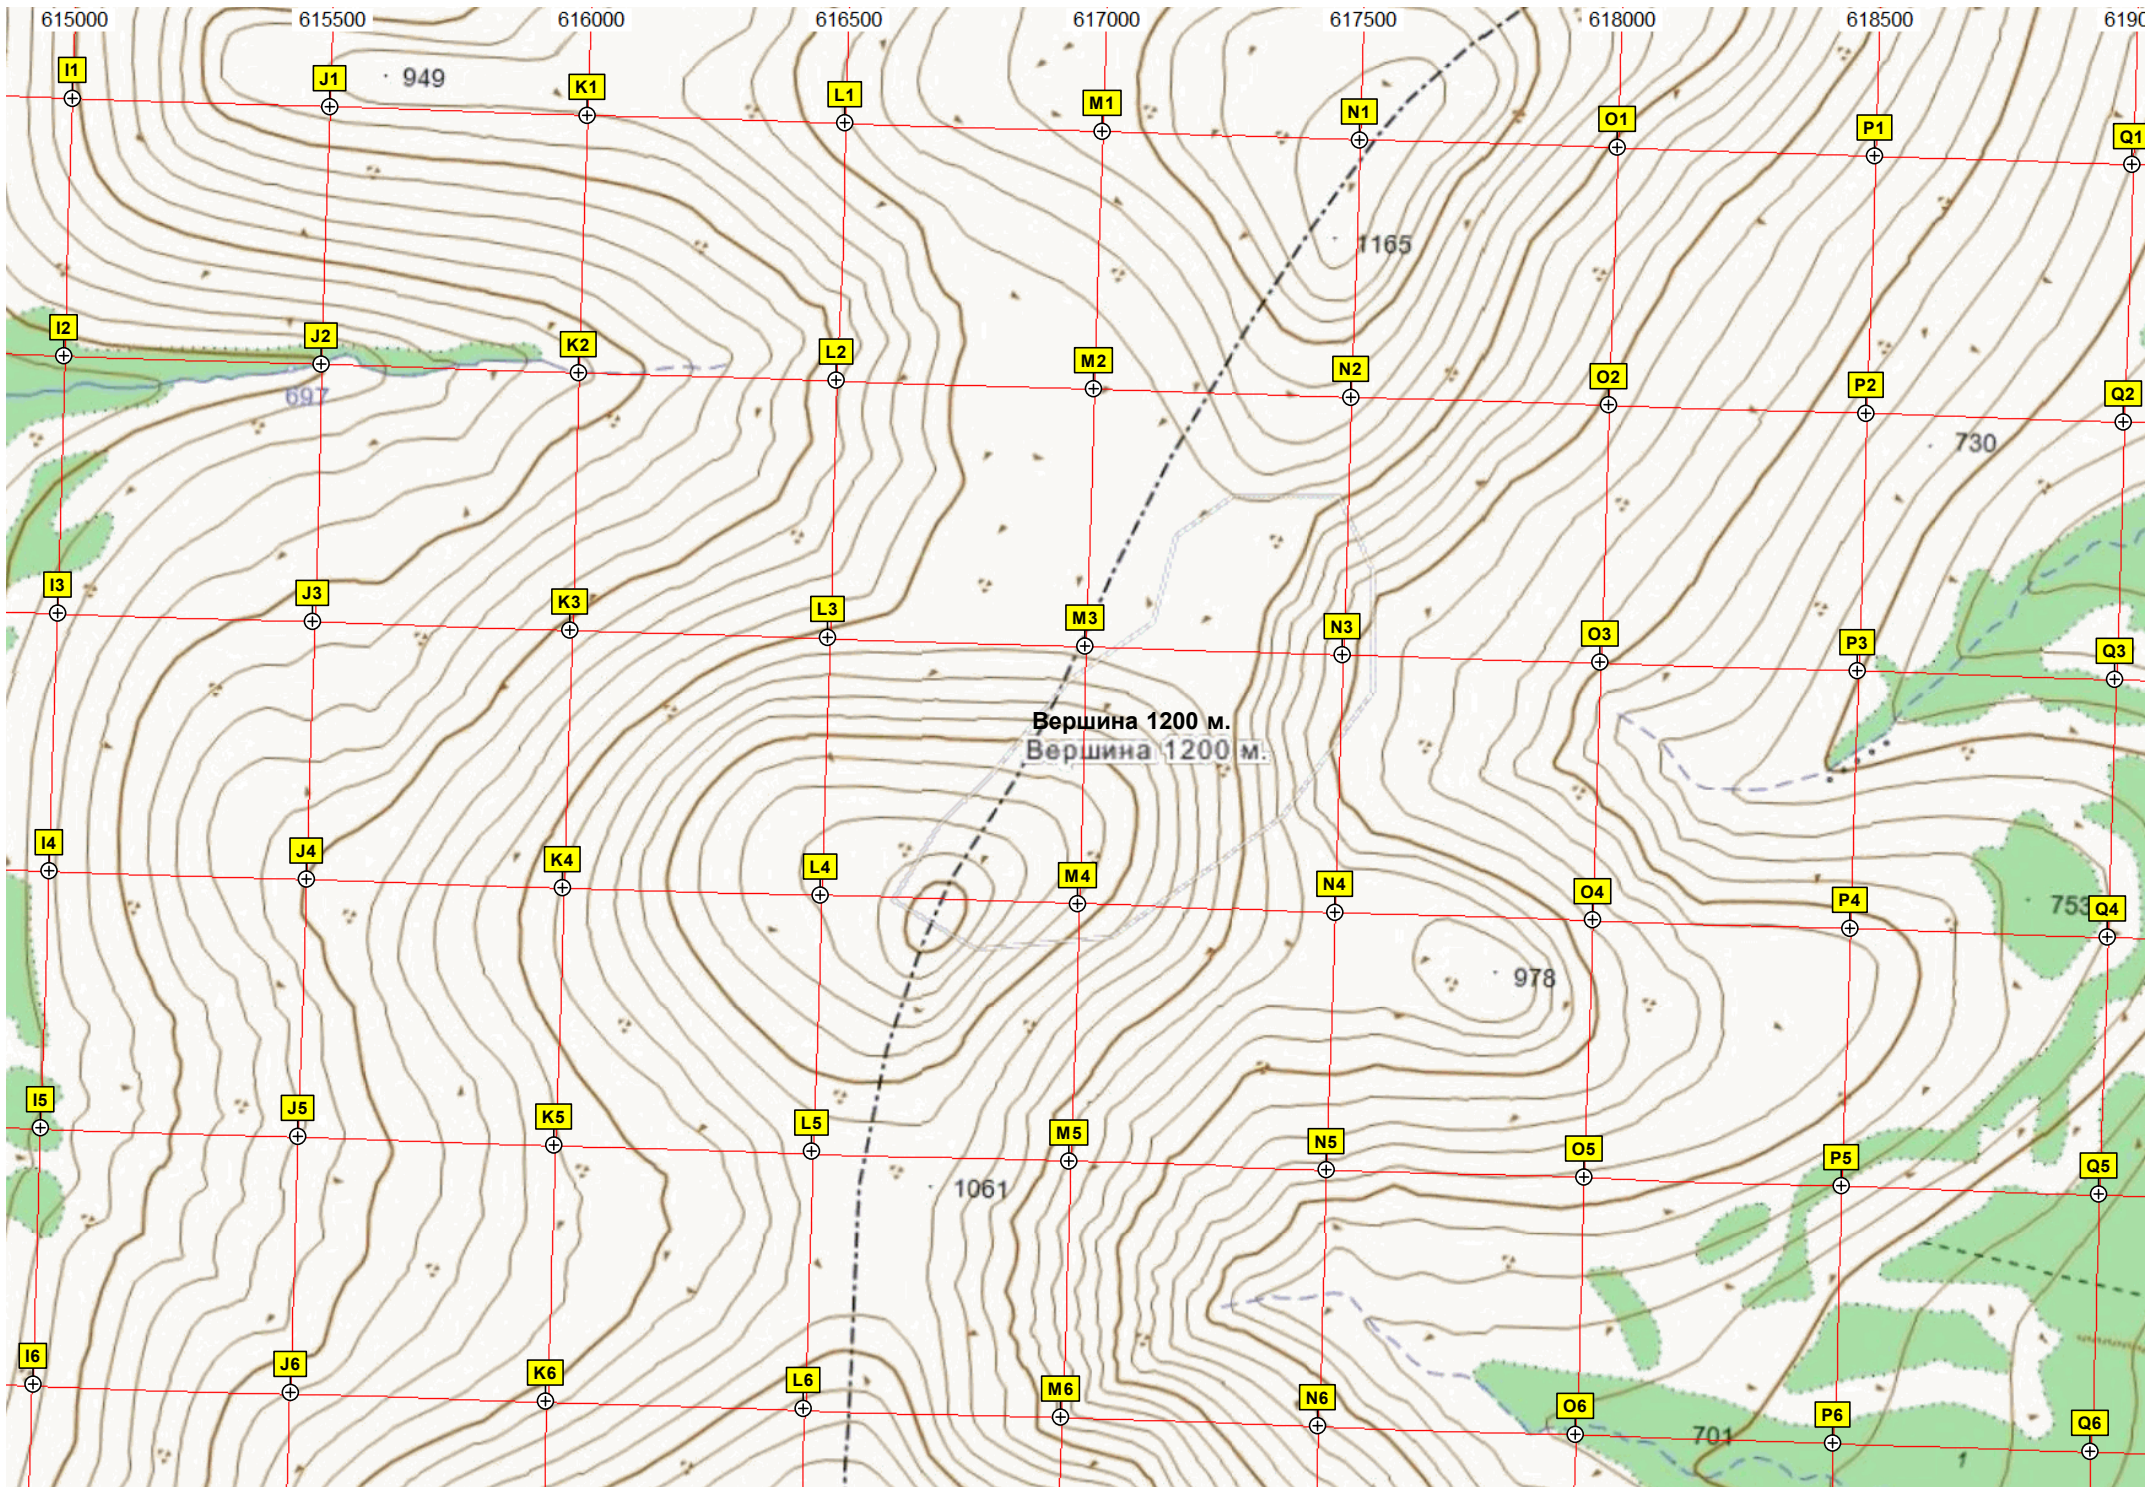 615000 615500 616000 616500 617000 617500 618000 618500 6190
I1 J1 949 K1 L1 M1 N1 O1 P1 Q1
1165
I2 J2 K2 L2 M2 N2 O2 P2 Q2
697
730
I3 J3 K3 L3 M3 N3 O3 P3 Q3
Вершина 1200 м.
Вершина 1200 м.
I4 J4 K4 L4 M4 N4 O4 P4 753 Q4
978
I5 J5 K5 L5 M5 N5 O5 P5 Q5
1061
I6 J6 K6 L6 M6 N6 O6 P6 Q6
701
1